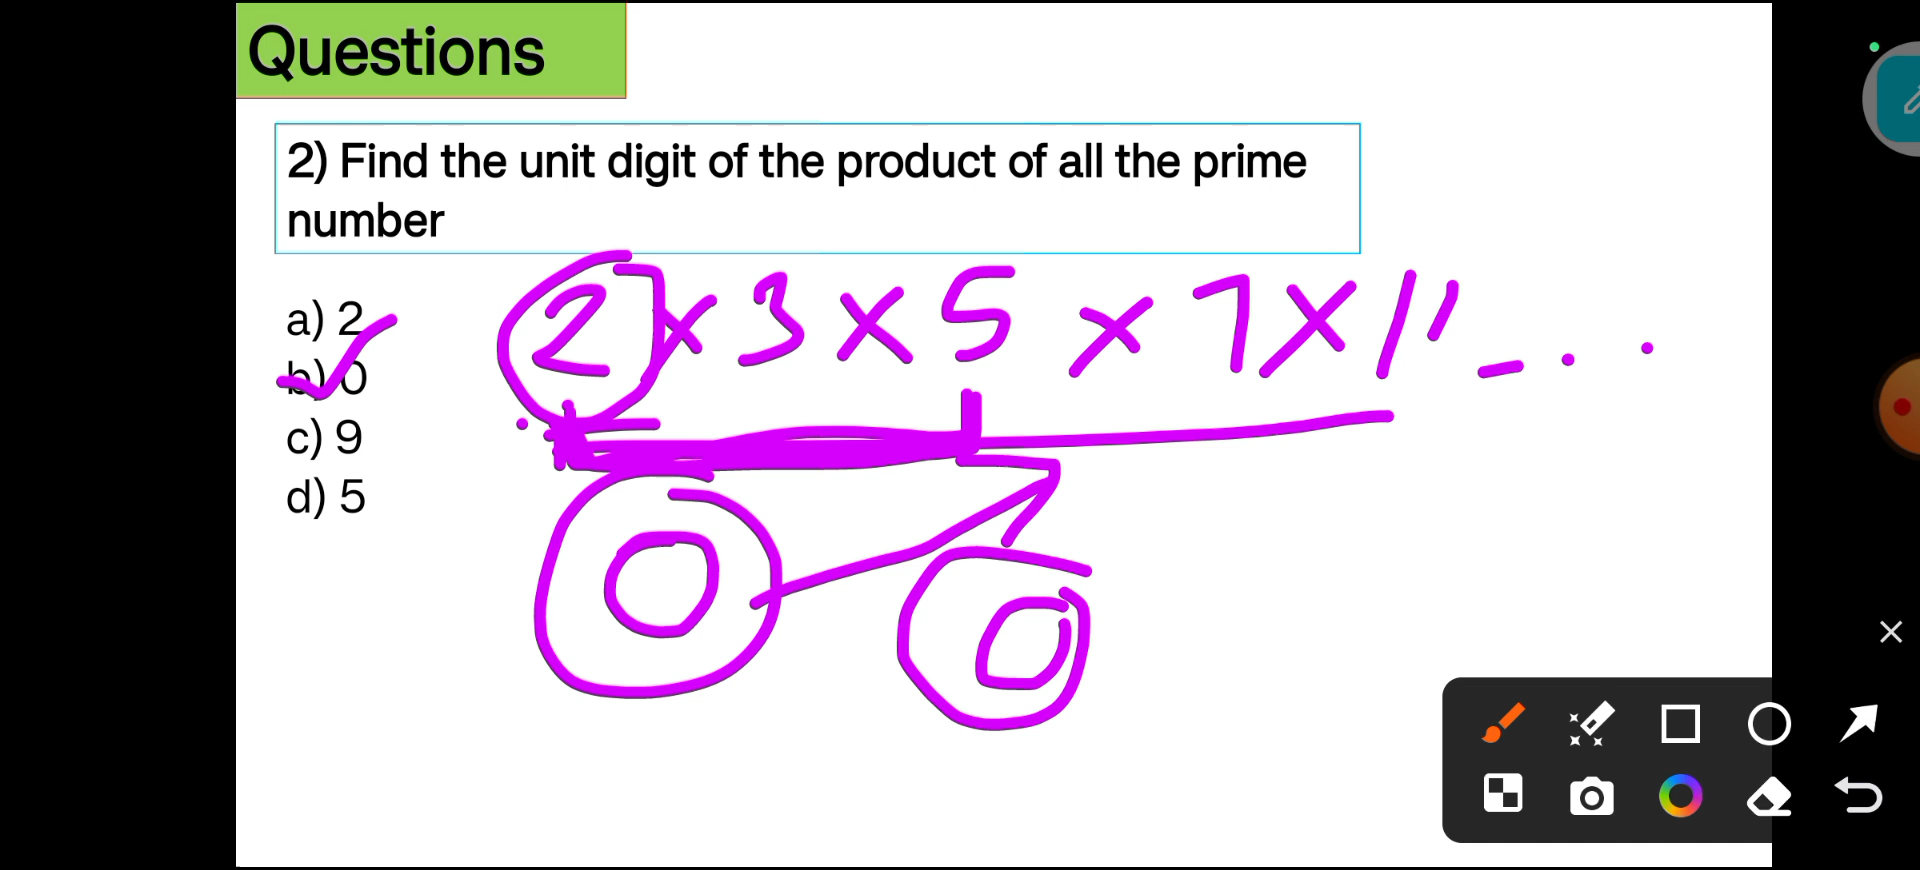 Questions
2) Find the unit digit of the product of all the prime
number
2 x 3 x 5 x 7 x 11 - . .
a) 2
b) 0
c) 9
d) 5
0
0